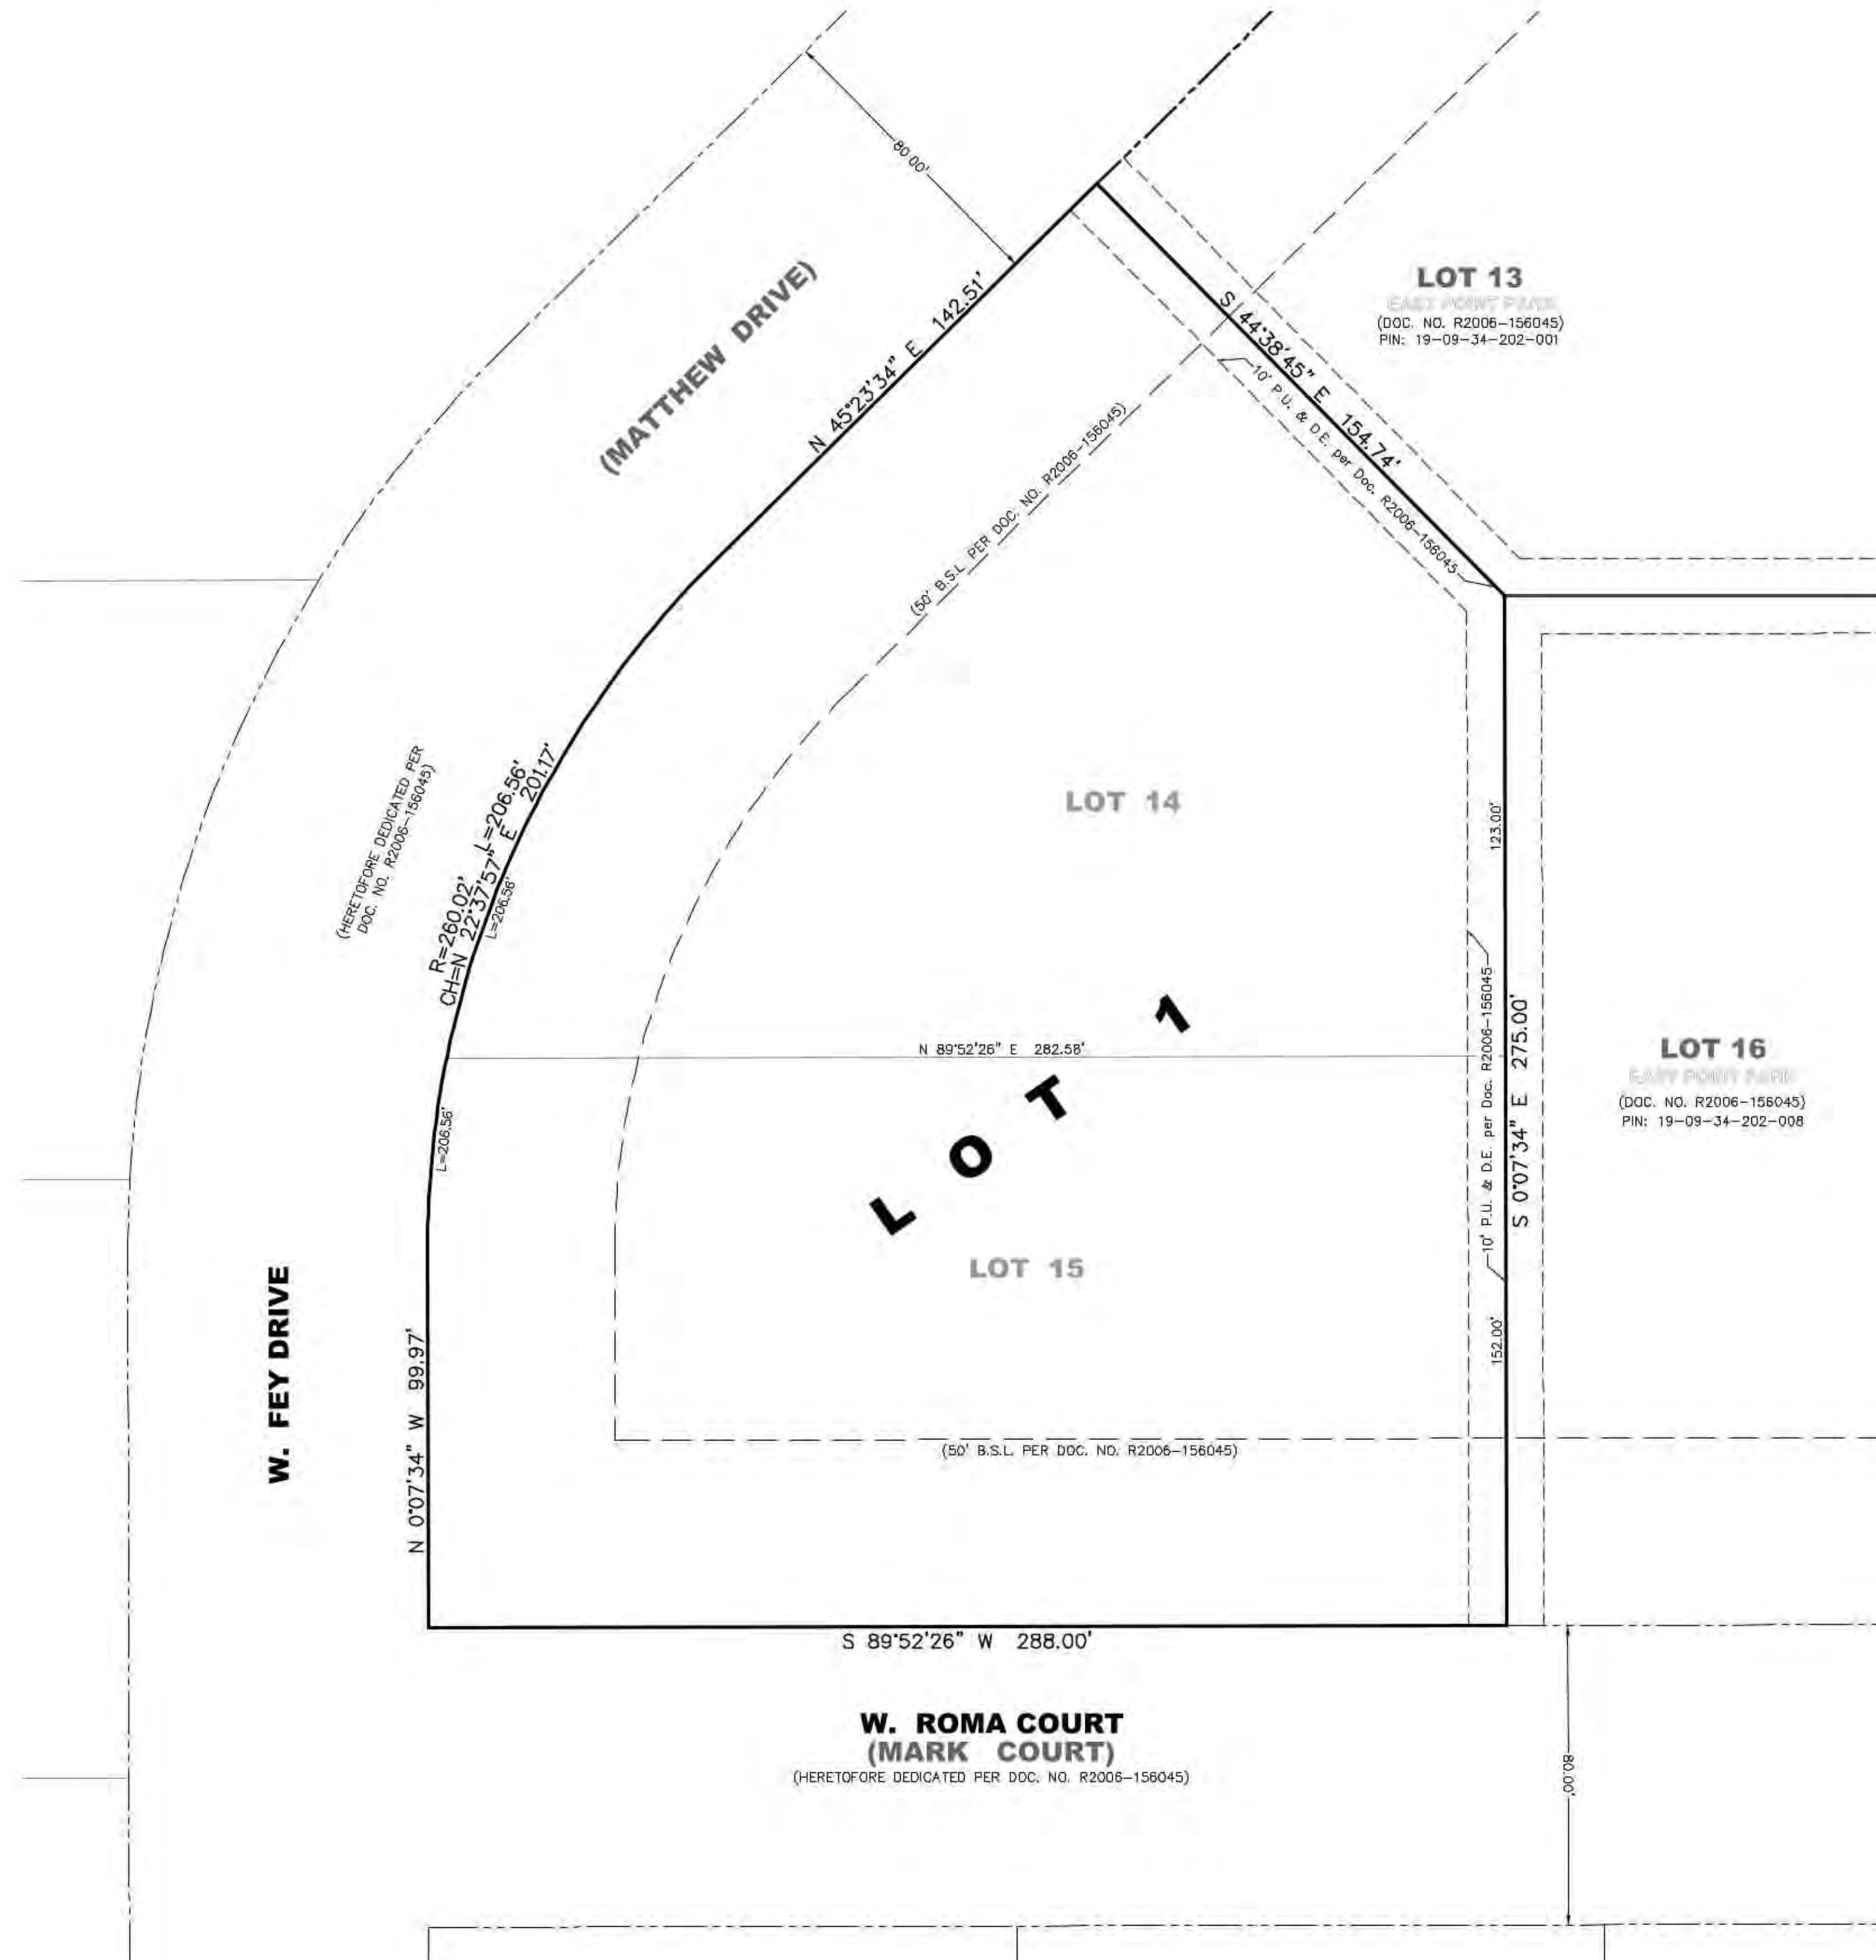 80.00'
(MATTHEW DRIVE)
N 45°23'34" E 142.51'
LOT 13
EAST POINT PARK
(DOC. NO. R2006-156045)
PIN: 19-09-34-202-001
S 44°38'45" E 154.74'
10' P.U. & D.E. per Doc. R2006-156045
(50' B.S.L. PER DOC. NO. R2006-156045)
(HERETOFORE DEDICATED PER
DOC. NO. R2006-156045)
R=260.02' L=206.56'
CH=N 22°37'57" E 201.17'
L=206.56'
LOT 14
123.00'
N 89°52'26" E 282.58'
LOT 1
10' P.U. & D.E. per Doc. R2006-156045
S 0°07'34" E 275.00'
LOT 16
EAST POINT PARK
(DOC. NO. R2006-156045)
PIN: 19-09-34-202-008
L=206.56'
LOT 15
W. FEY DRIVE
N 0°07'34" W 99.97'
152.00'
(50' B.S.L. PER DOC. NO. R2006-156045)
S 89°52'26" W 288.00'
W. ROMA COURT
(MARK COURT)
(HERETOFORE DEDICATED PER DOC. NO. R2006-156045)
80.00'